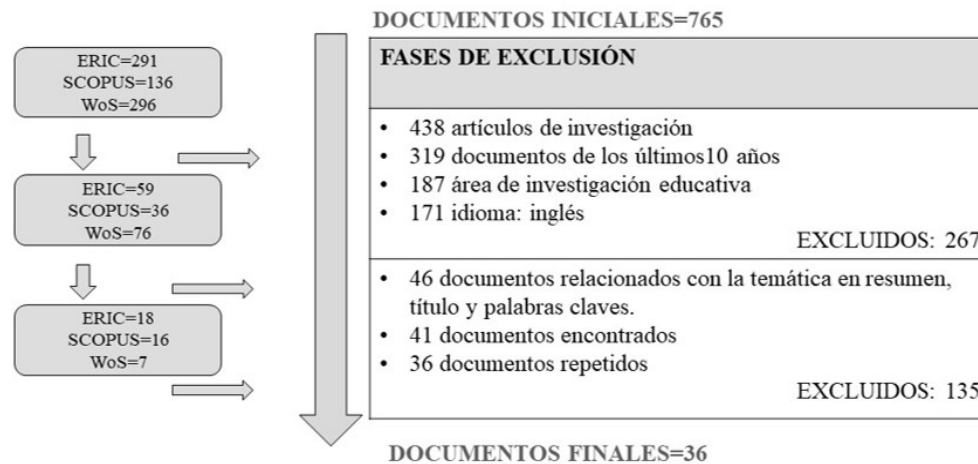 DOCUMENTOS INICIALES=765
ERIC=291
SCOPUS=136
WoS=296
ERIC=59
SCOPUS=36
WoS=76
ERIC=18
SCOPUS=16
WoS=7
FASES DE EXCLUSIÓN
• 438 artículos de investigación
• 319 documentos de los últimos10 años
• 187 área de investigación educativa
• 171 idioma: inglés
EXCLUIDOS: 267
• 46 documentos relacionados con la temática en resumen,
título y palabras claves.
• 41 documentos encontrados
• 36 documentos repetidos
EXCLUIDOS: 135
DOCUMENTOS FINALES=36